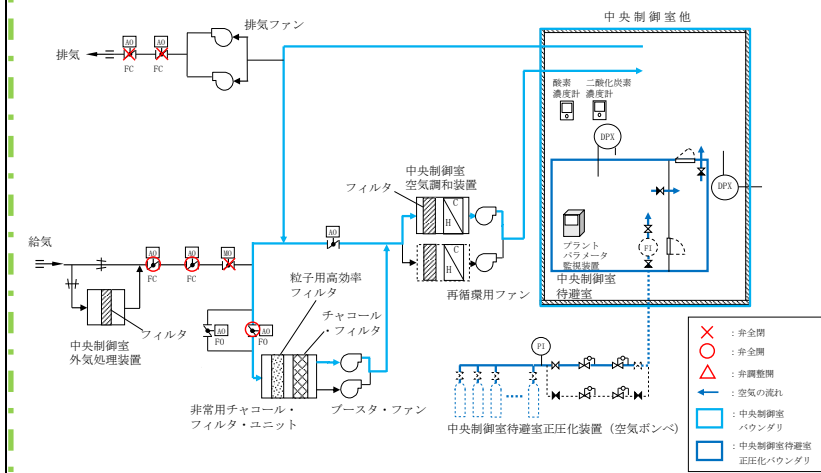 中央制御室他
排気ファン
排気
AO
AO
FC
FC
酸素
濃度計
二酸化炭素
濃度計
DPX
DPX
中央制御室
空気調和装置
フィルタ
C
H
C
H
再循環用ファン
プラント
パラメータ
監視装置
FI
中央制御室
待避室
給気
AO
AO
MO
FC
FC
AO
フィルタ
中央制御室
外気処理装置
粒子用高効率
フィルタ
チャコール
・フィルタ
AO
FO
AO
FO
非常用チャコール・
フィルタ・ユニット
ブースタ・ファン
PI
中央制御室待避室正圧化装置（空気ボンベ）
：弁全閉
：弁全開
：弁調整開
：空気の流れ
：中央制御室
バウンダリ
：中央制御室待避室
正圧化バウンダリ